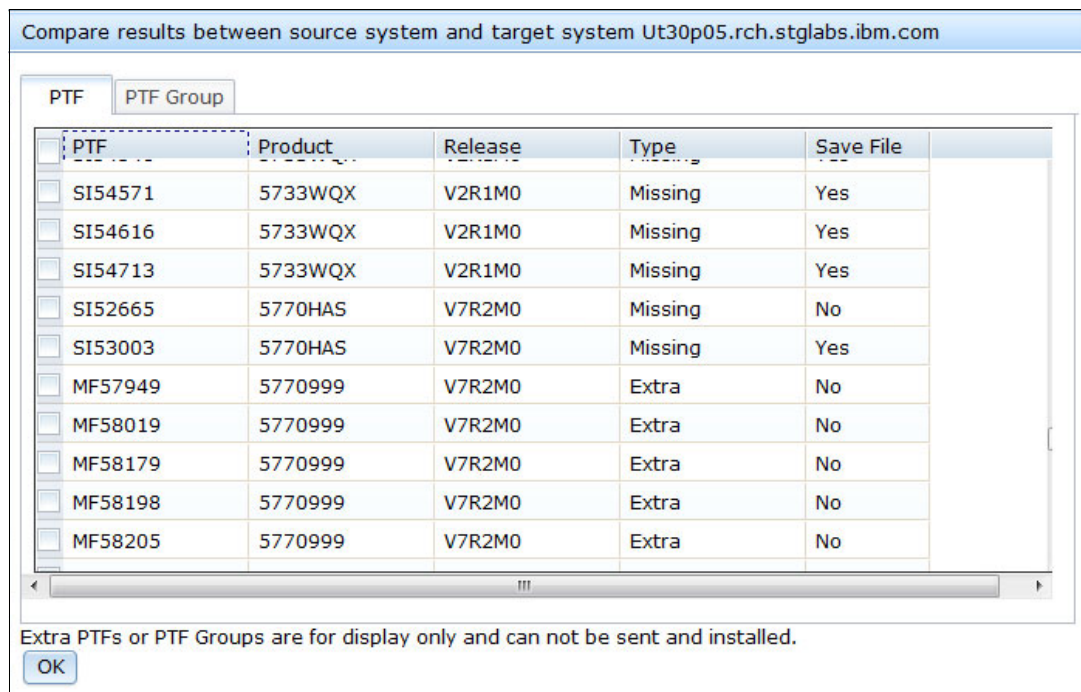 Compare results between source system and target system Ut30p05.rch.stglabs.ibm.com
PTF PTF Group
PTF Product Release Type Save File
SI54571 5733WQX V2R1M0 Missing Yes
SI54616 5733WQX V2R1M0 Missing Yes
SI54713 5733WQX V2R1M0 Missing Yes
SI52665 5770HAS V7R2M0 Missing No
SI53003 5770HAS V7R2M0 Missing Yes
MF57949 5770999 V7R2M0 Extra No
MF58019 5770999 V7R2M0 Extra No
MF58179 5770999 V7R2M0 Extra No
MF58198 5770999 V7R2M0 Extra No
MF58205 5770999 V7R2M0 Extra No
Extra PTFs or PTF Groups are for display only and can not be sent and installed.
OK